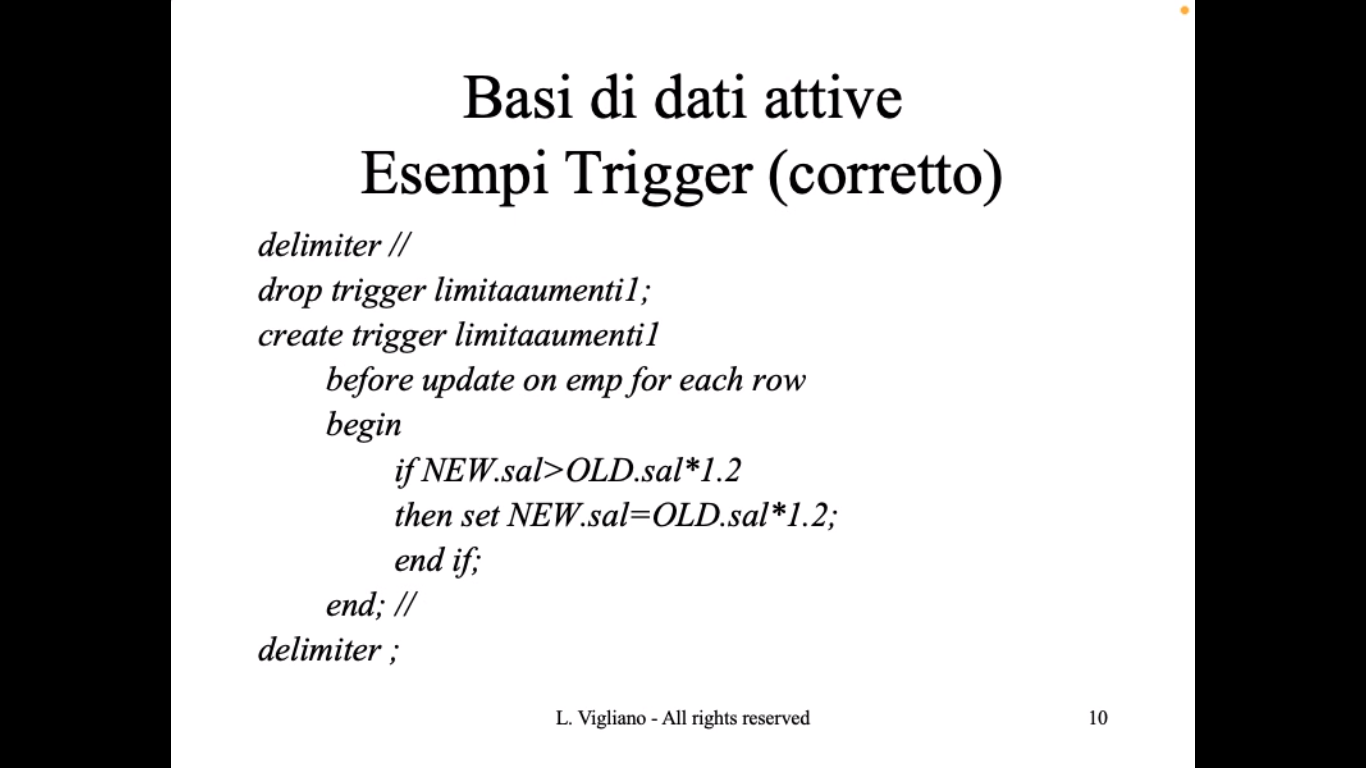 Basi di dati attive
Esempi Trigger (corretto)
delimiter //
drop trigger limitaaumenti1;
create trigger limitaaumenti1
before update on emp for each row
begin
if NEW.sal>OLD.sal*1.2
then set NEW.sal=OLD.sal*1.2;
end if;
end; //
delimiter ;
L. Vigliano - All rights reserved
10